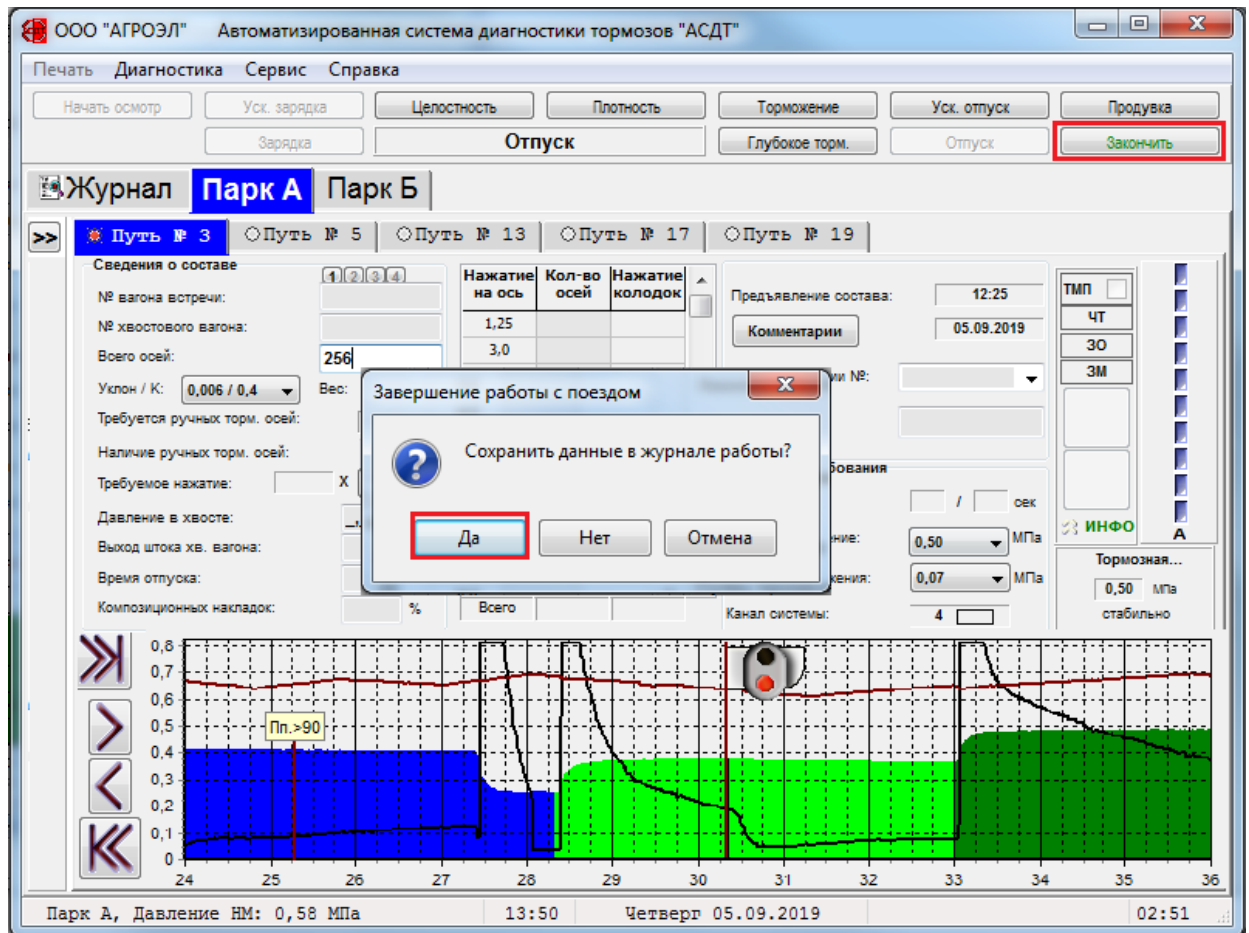 ООО "АГРОЭЛ" Автоматизированная система диагностики тормозов "АСДТ"
Печать Диагностика Сервис Справка
Начать осмотр Уск. зарядка Целостность Плотность Торможение Уск. отпуск Продувка
Зарядка Отпуск Глубокое торм. Отпуск Закончить
Журнал Парк А Парк Б
>> Путь № 3 Путь № 5 Путь № 13 Путь № 17 Путь № 19
Сведения о составе 1 2 3 4
Нажатие на ось Кол-во осей Нажатие колодок
№ вагона встречи:
Предъявление состава: 12:25
ТМП
№ хвостового вагона:
1,25
Комментарии 05.09.2019
ЧТ
Всего осей: 256
3,0
ЗО
ЗМ
Уклон / К: 0,006 / 0,4 Вес:
ии №:
Завершение работы с поездом
Требуется ручных торм. осей:
Сохранить данные в журнале работы?
Наличие ручных торм. осей:
бования
Требуемое нажатие: X
/ сек
Давление в хвосте:
Да Нет Отмена
ИНФО
А
Выход штока хв. вагона:
ние: 0,50 МПа
Тормозная...
Время отпуска:
жения: 0,07 МПа
0,50 МПа
Композиционных накладок: %
Всего
Канал системы: 4
стабильно
0,8
0,7
0,6
0,5
Пл.>90
0,4
0,3
0,2
0,1
0
24 25 26 27 28 29 30 31 32 33 34 35 36
Парк А, Давление НМ: 0,58 МПа 13:50 Четверг 05.09.2019 02:51